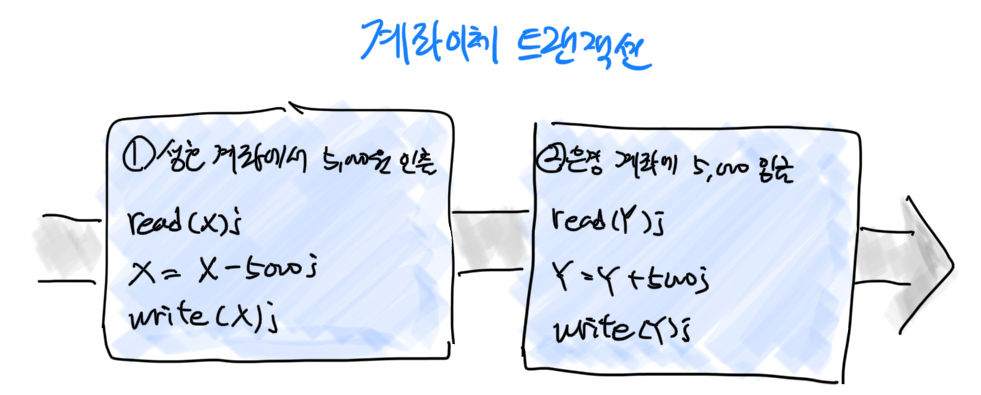 계좌이체 트랜잭션
① 성호 계좌에서 5,000원 인출
read(X);
X = X - 5000;
write(X);
② 은경 계좌에 5,000 입금
read(Y);
Y = Y + 5000;
write(Y);